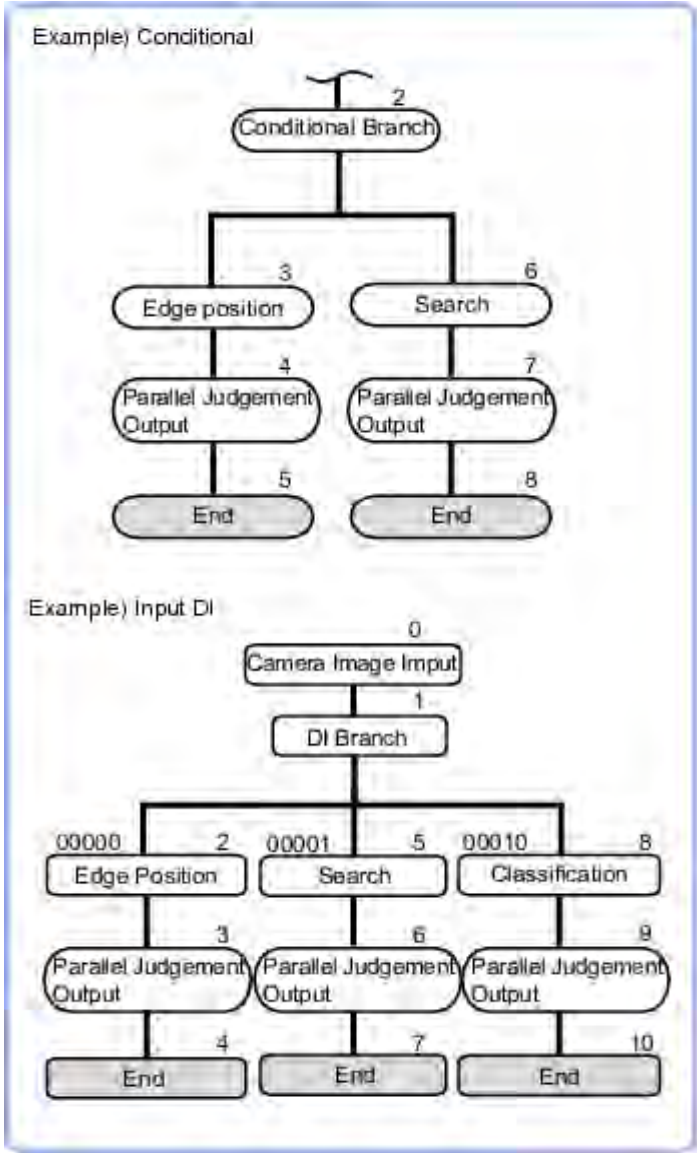 Example) Conditional
2
Conditional Branch
3
6
Edge position
Search
4
7
Parallel Judgement
Output
Parallel Judgement
Output
5
8
End
End
Example) Input DI
0
Camera Image Imput
1
DI Branch
00000 2
00001 5
00010 8
Edge Position
Search
Classification
3
6
9
Parallel Judgement
Output
Parallel Judgement
Output
Parallel Judgement
Output
4
7
10
End
End
End